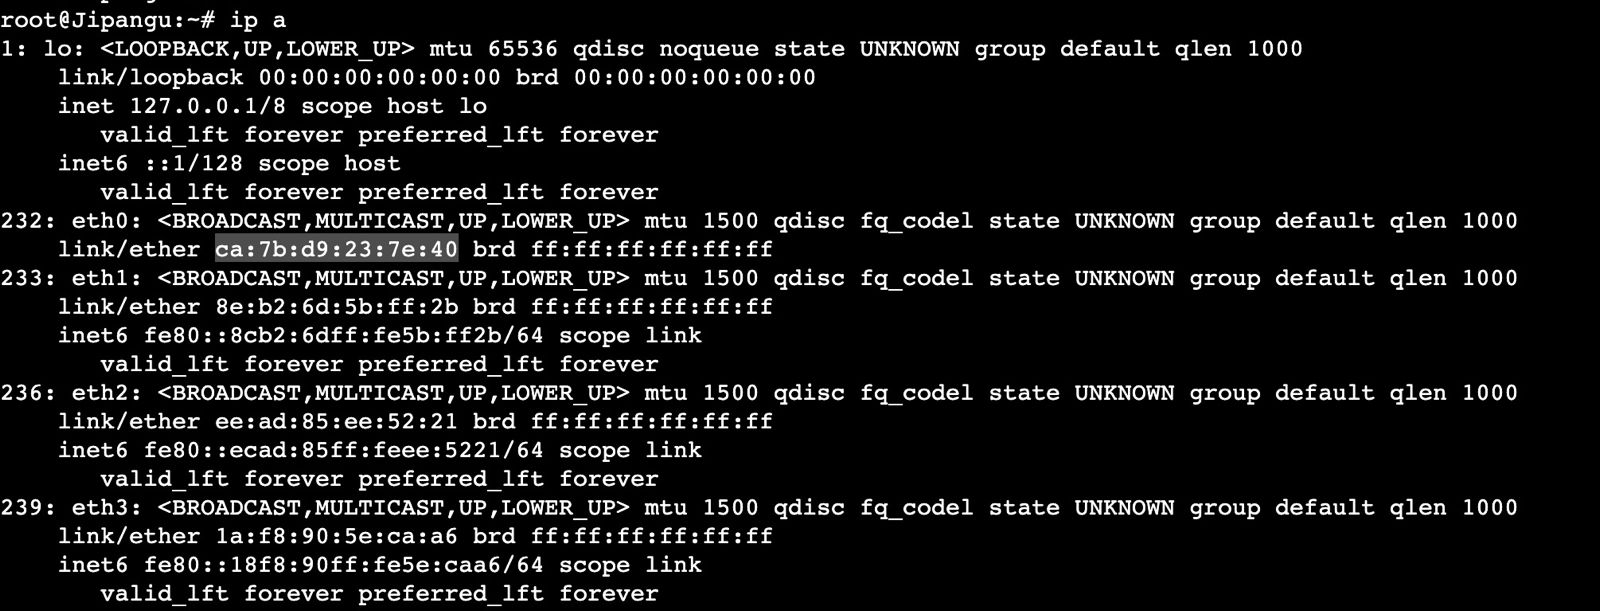 root@Jipangu:~# ip a
1: lo: <LOOPBACK,UP,LOWER_UP> mtu 65536 qdisc noqueue state UNKNOWN group default qlen 1000
link/loopback 00:00:00:00:00:00 brd 00:00:00:00:00:00
inet 127.0.0.1/8 scope host lo
valid_lft forever preferred_lft forever
inet6 ::1/128 scope host
valid_lft forever preferred_lft forever
232: eth0: <BROADCAST,MULTICAST,UP,LOWER_UP> mtu 1500 qdisc fq_codel state UNKNOWN group default qlen 1000
link/ether ca:7b:d9:23:7e:40 brd ff:ff:ff:ff:ff:ff
233: eth1: <BROADCAST,MULTICAST,UP,LOWER_UP> mtu 1500 qdisc fq_codel state UNKNOWN group default qlen 1000
link/ether 8e:b2:6d:5b:ff:2b brd ff:ff:ff:ff:ff:ff
inet6 fe80::8cb2:6dff:fe5b:ff2b/64 scope link
valid_lft forever preferred_lft forever
236: eth2: <BROADCAST,MULTICAST,UP,LOWER_UP> mtu 1500 qdisc fq_codel state UNKNOWN group default qlen 1000
link/ether ee:ad:85:ee:52:21 brd ff:ff:ff:ff:ff:ff
inet6 fe80::ecad:85ff:feee:5221/64 scope link
valid_lft forever preferred_lft forever
239: eth3: <BROADCAST,MULTICAST,UP,LOWER_UP> mtu 1500 qdisc fq_codel state UNKNOWN group default qlen 1000
link/ether 1a:f8:90:5e:ca:a6 brd ff:ff:ff:ff:ff:ff
inet6 fe80::18f8:90ff:fe5e:caa6/64 scope link
valid_lft forever preferred_lft forever